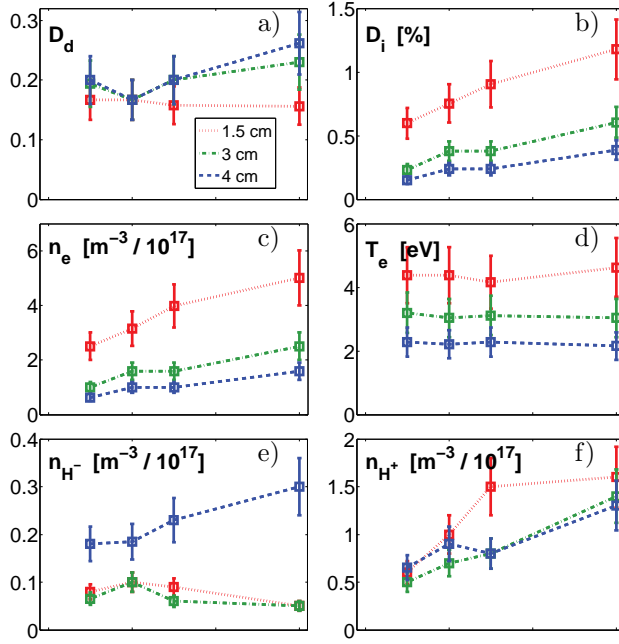 a)
D_d
0.3
0.2
0.1
0
1.5 cm
3 cm
4 cm
b)
D_i [%]
1.5
1
0.5
0
c)
n_e [m^{-3} / 10^{17}]
6
4
2
0
d)
T_e [eV]
6
4
2
0
e)
n_{H^-} [m^{-3} / 10^{17}]
0.4
0.3
0.2
0.1
0
f)
n_{H^+} [m^{-3} / 10^{17}]
2
1.5
1
0.5
0